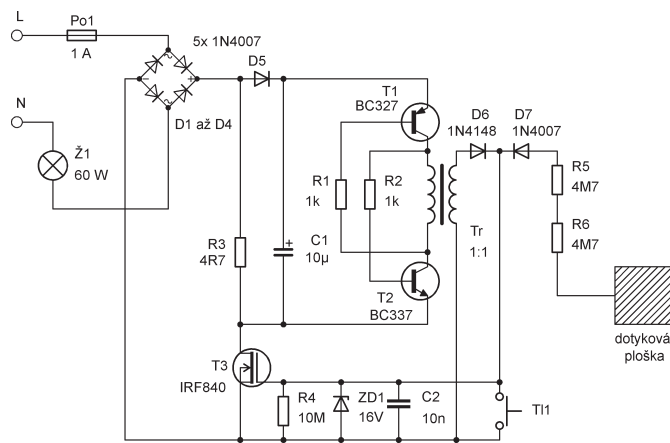 L
Po1
1 A
5x 1N4007
D5
N
D1 až D4
Ž1
60 W
T1
BC327
D6
1N4148
D7
1N4007
R1
1k
R2
1k
R5
4M7
R6
4M7
Tr
1:1
R3
4R7
C1
+
10µ
T2
BC337
dotyková
ploška
T3
IRF840
R4
10M
ZD1
16V
C2
10n
Tl1